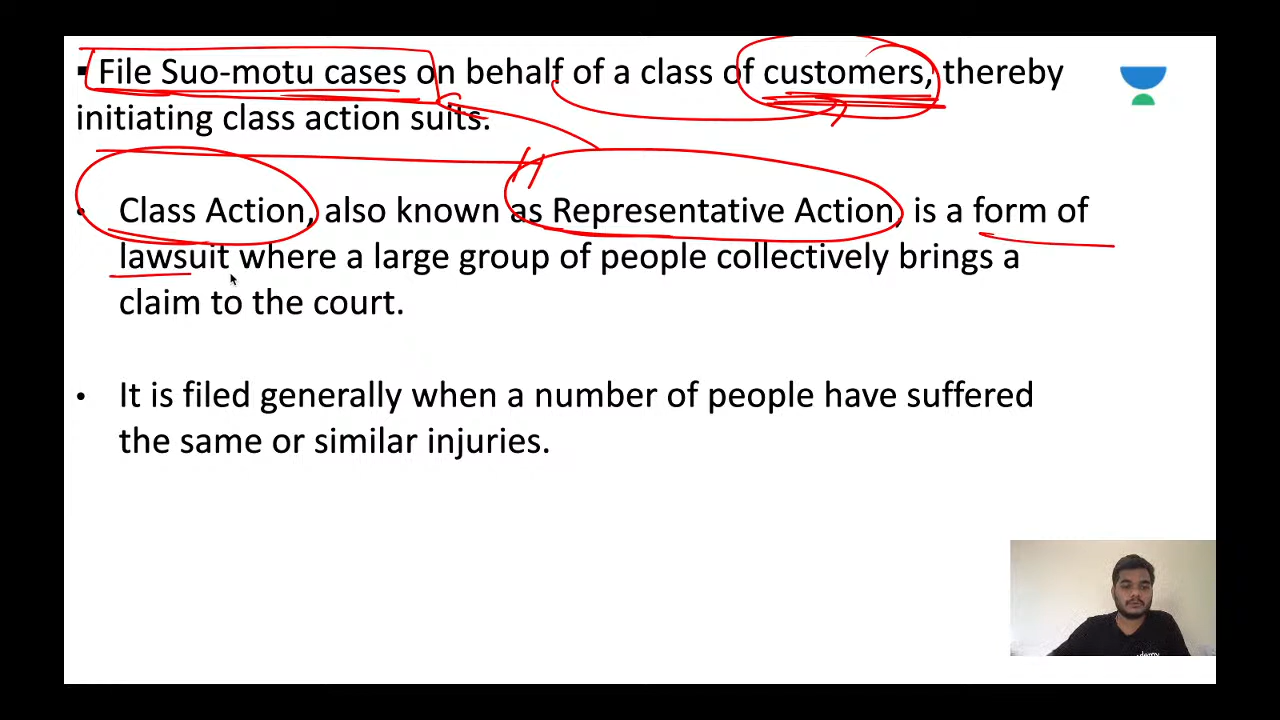 ▪ File Suo-motu cases on behalf of a class of customers, thereby
initiating class action suits.
• Class Action, also known as Representative Action, is a form of
lawsuit where a large group of people collectively brings a
claim to the court.
• It is filed generally when a number of people have suffered
the same or similar injuries.